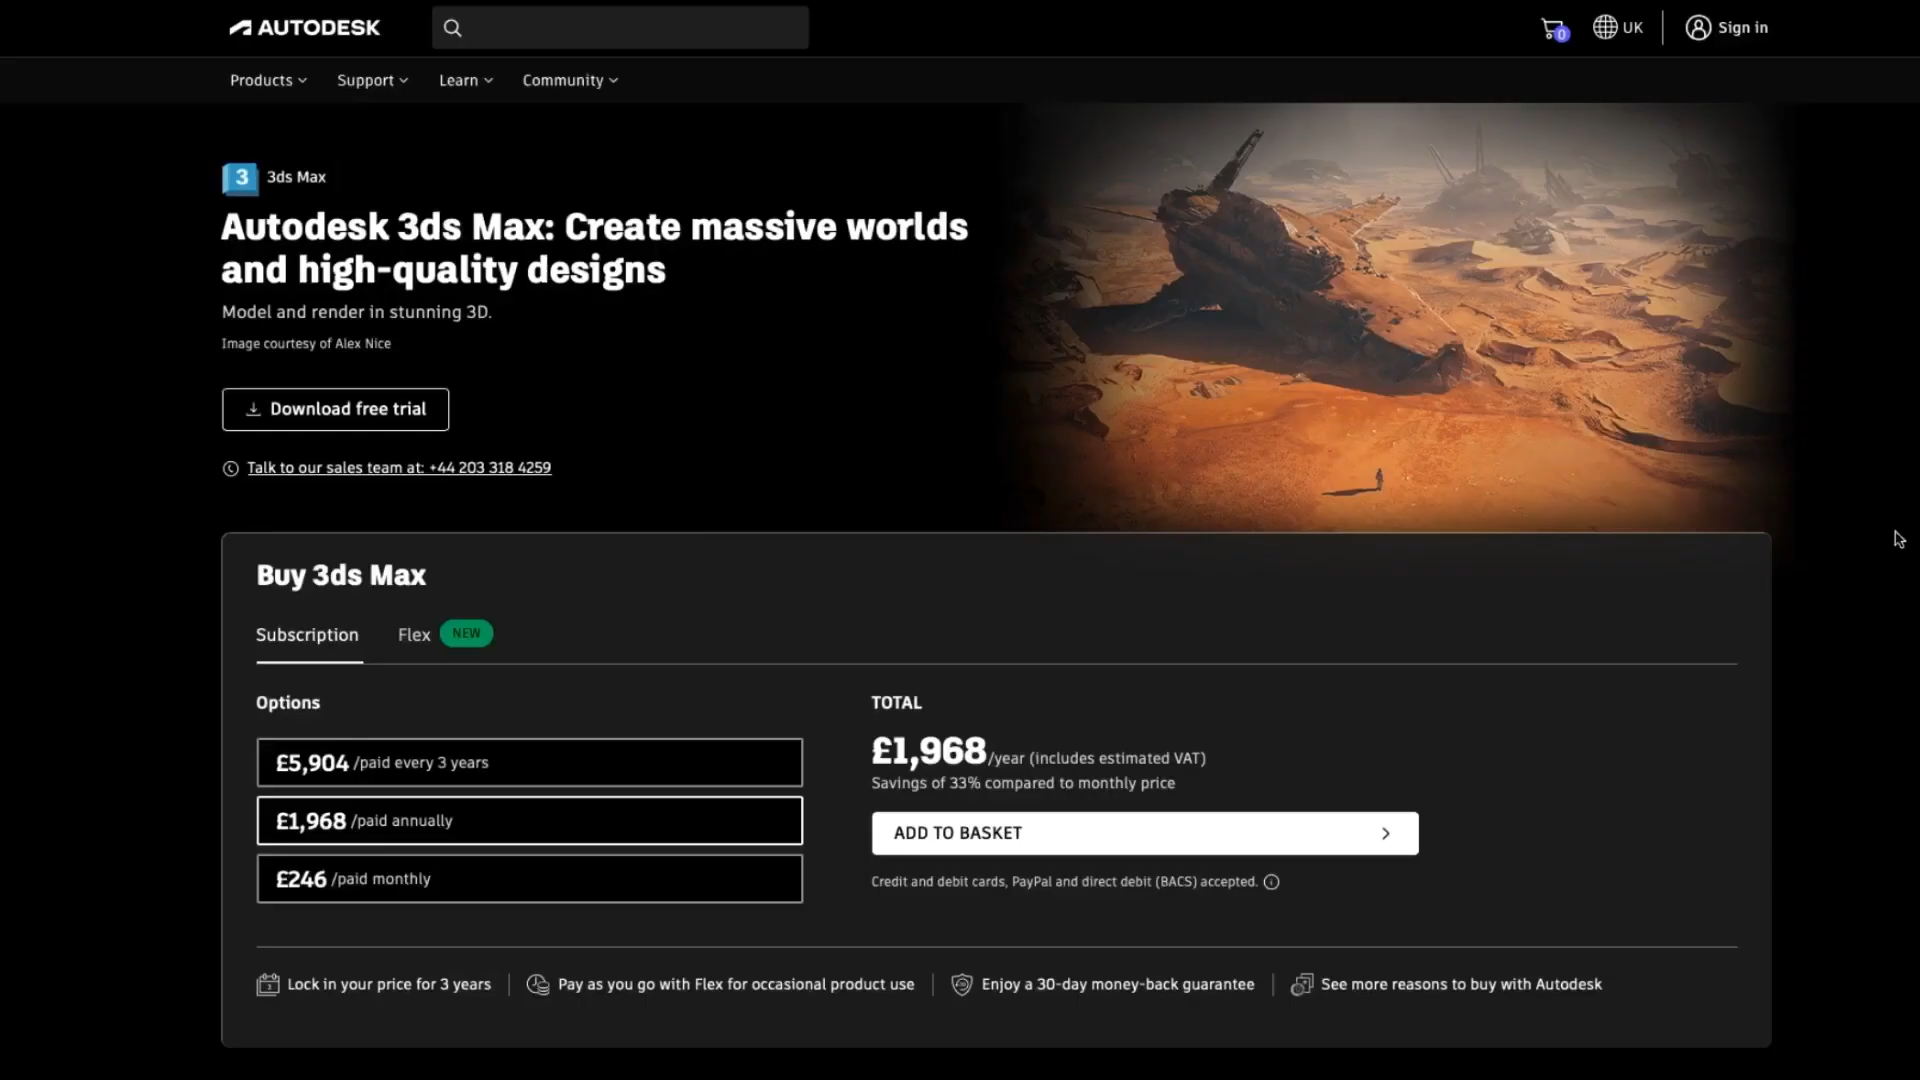 AUTODESK
0
UK
Sign in
Products
Support
Learn
Community
3
3ds Max
Autodesk 3ds Max: Create massive worlds
and high-quality designs
Model and render in stunning 3D.
Image courtesy of Alex Nice
Download free trial
Talk to our sales team at: +44 203 318 4259
Buy 3ds Max
Subscription
Flex
NEW
Options
£5,904 /paid every 3 years
£1,968 /paid annually
£246 /paid monthly
TOTAL
£1,968/year (includes estimated VAT)
Savings of 33% compared to monthly price
ADD TO BASKET
Credit and debit cards, PayPal and direct debit (BACS) accepted.
Lock in your price for 3 years
Pay as you go with Flex for occasional product use
Enjoy a 30-day money-back guarantee
See more reasons to buy with Autodesk